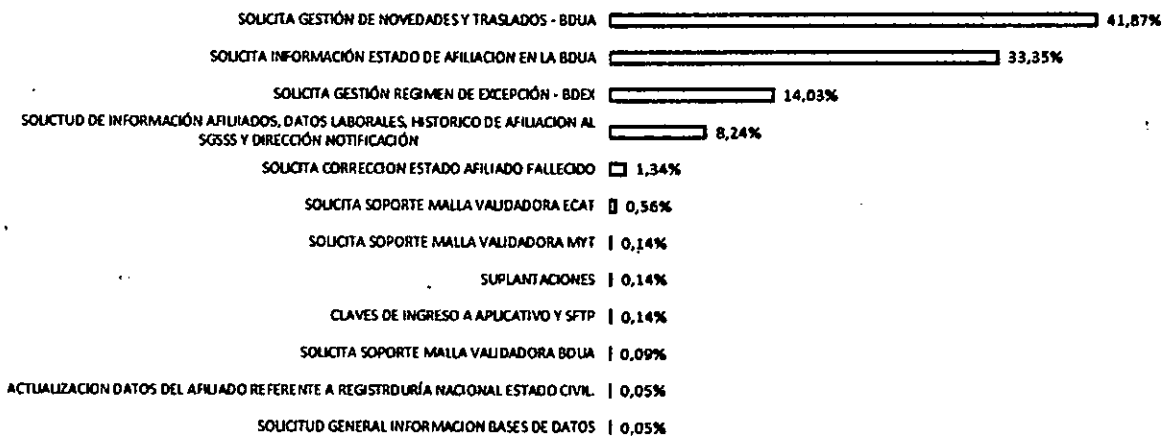 SOLICITA GESTIÓN DE NOVEDADES Y TRASLADOS - BDUA 41,87%
SOLICITA INFORMACIÓN ESTADO DE AFILIACION EN LA BDUA 33,35%
SOLICITA GESTIÓN REGIMEN DE EXCEPCIÓN - BDEX 14,03%
SOLICTUD DE INFORMACIÓN AFILIADOS, DATOS LABORALES, HISTORICO DE AFILIACION AL
SGSSS Y DIRECCIÓN NOTIFICACIÓN 8,24%
SOLICITA CORRECCION ESTADO AFILIADO FALLECIDO 1,34%
SOLICITA SOPORTE MALLA VALIDADORA ECAT 0,56%
SOLICITA SOPORTE MALLA VALIDADORA MYT 0,14%
SUPLANTACIONES 0,14%
CLAVES DE INGRESO A APLICATIVO Y SFTP 0,14%
SOLICITA SOPORTE MALLA VALIDADORA BDUA 0,09%
ACTUALIZACION DATOS DEL AFILIADO REFERENTE A REGISTRDURÍA NACIONAL ESTADO CIVIL. 0,05%
SOLICITUD GENERAL INFORMACION BASES DE DATOS 0,05%